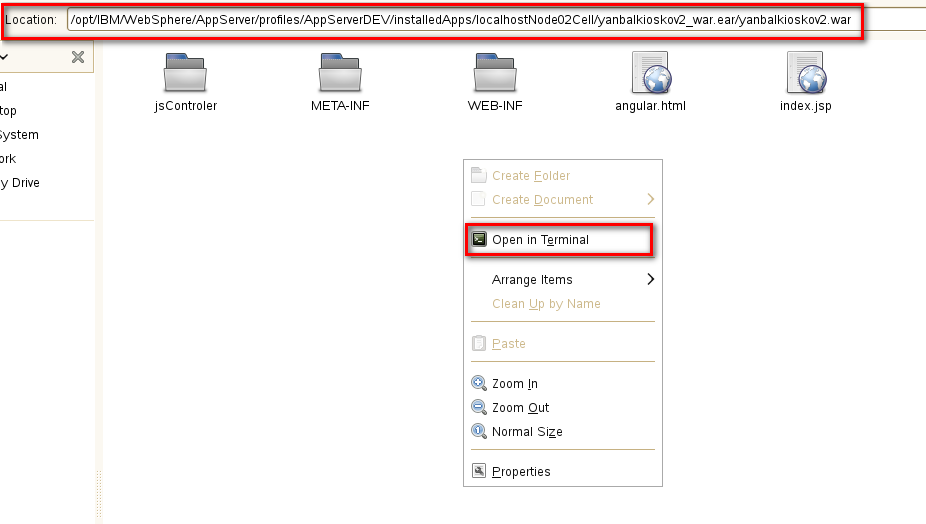 Location: /opt/IBM/WebSphere/AppServer/profiles/AppServerDEV/installedApps/localhostNode02Cell/yanbalkioskov2_war.ear/yanbalkioskov2.war
al
top
System
ork
y Drive
jsControler
META-INF
WEB-INF
angular.html
index.jsp
Create Folder
Create Document
Open in Terminal
Arrange Items
Clean Up by Name
Paste
Zoom In
Zoom Out
Normal Size
Properties